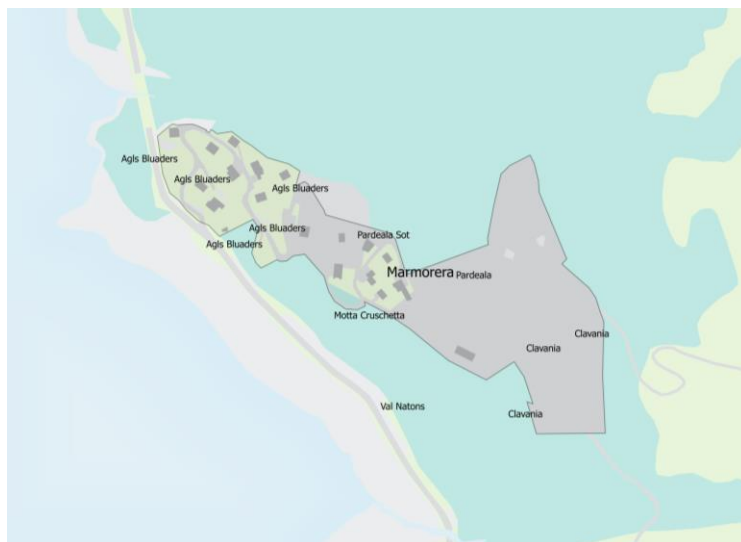 Agls Bluaders
Agls Bluaders
Agls Bluaders
Agls Bluaders
Pardeala Sot
Agls Bluaders
Marmorera
Pardeala
Motta Cruschetta
Clavania
Clavania
Val Natons
Clavania